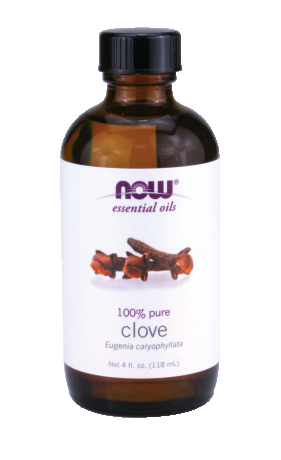 now®
essential oils
100% pure
clove
Eugenia caryophyllata
Net 4 fl. oz. (118 mL)